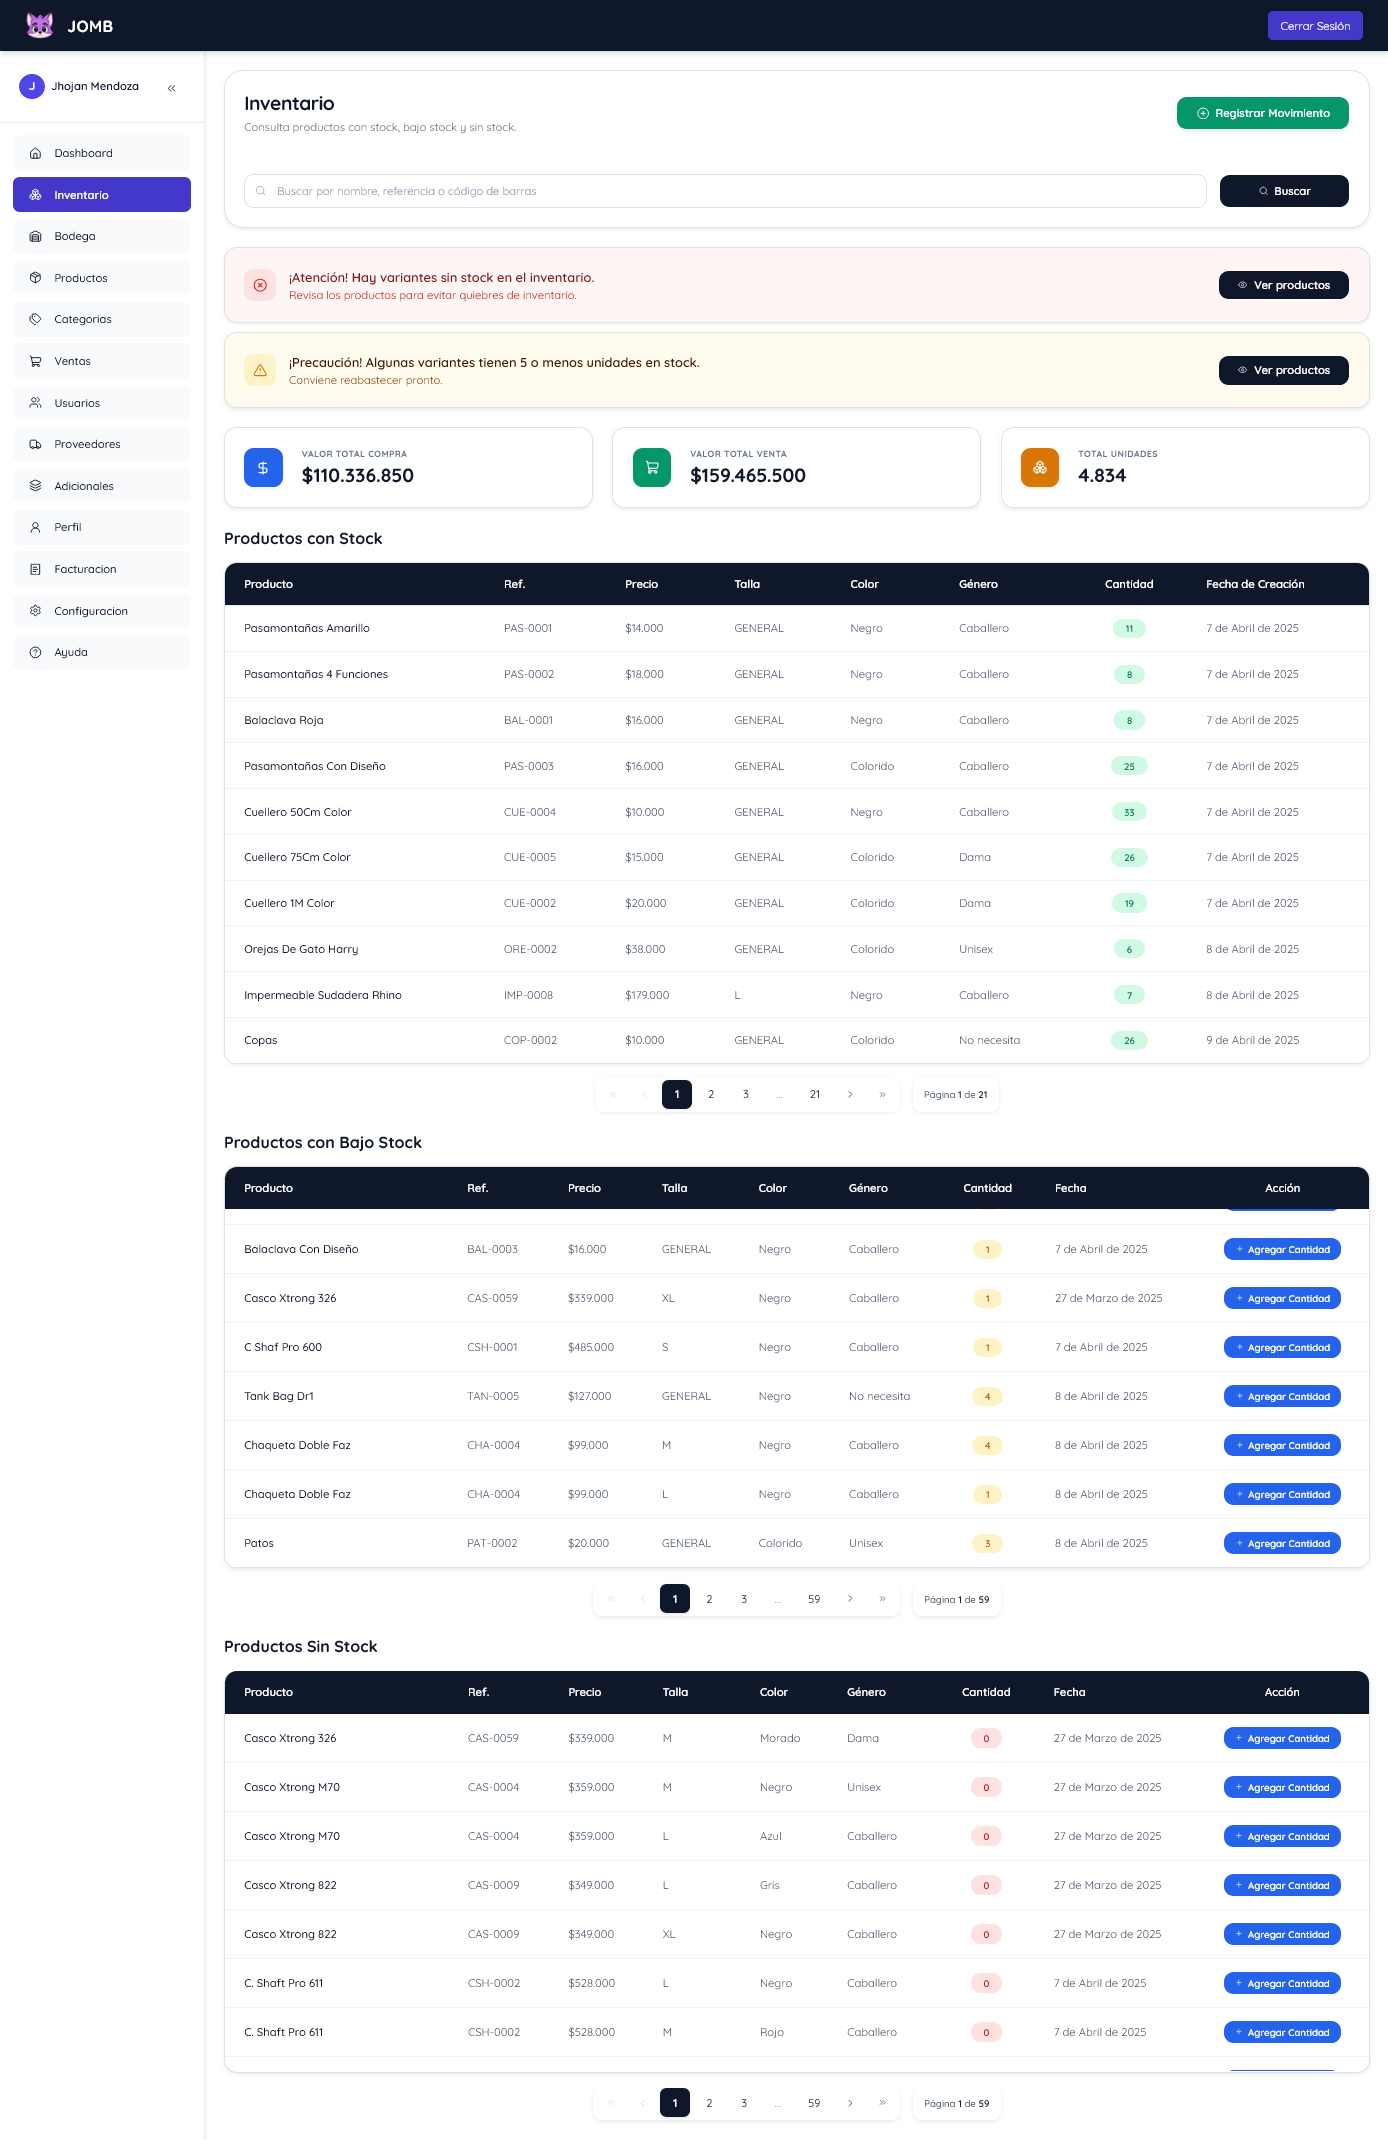 JOMB
Cerrar Sesión
J Jhojan Mendoza «
Dashboard
Inventario
Bodega
Productos
Categorias
Ventas
Usuarios
Proveedores
Adicionales
Perfil
Facturacion
Configuracion
Ayuda
Inventario
Consulta productos con stock, bajo stock y sin stock.
Registrar Movimiento
Buscar por nombre, referencia o código de barras
Buscar
¡Atención! Hay variantes sin stock en el inventario.
Revisa los productos para evitar quiebres de inventario.
Ver productos
¡Precaución! Algunas variantes tienen 5 o menos unidades en stock.
Conviene reabastecer pronto.
Ver productos
VALOR TOTAL COMPRA
$110.336.850
VALOR TOTAL VENTA
$159.465.500
TOTAL UNIDADES
4.834
Productos con Stock
Producto Ref. Precio Talla Color Género Cantidad Fecha de Creación
Pasamontañas Amarillo PAS-0001 $14.000 GENERAL Negro Caballero 11 7 de Abril de 2025
Pasamontañas 4 Funciones PAS-0002 $18.000 GENERAL Negro Caballero 8 7 de Abril de 2025
Balaclava Roja BAL-0001 $16.000 GENERAL Negro Caballero 8 7 de Abril de 2025
Pasamontañas Con Diseño PAS-0003 $16.000 GENERAL Colorido Caballero 25 7 de Abril de 2025
Cuellero 50Cm Color CUE-0004 $10.000 GENERAL Negro Caballero 33 7 de Abril de 2025
Cuellero 75Cm Color CUE-0005 $15.000 GENERAL Colorido Dama 26 7 de Abril de 2025
Cuellero 1M Color CUE-0002 $20.000 GENERAL Colorido Dama 19 7 de Abril de 2025
Orejas De Gato Harry ORE-0002 $38.000 GENERAL Colorido Unisex 6 8 de Abril de 2025
Impermeable Sudadera Rhino IMP-0008 $179.000 L Negro Caballero 7 8 de Abril de 2025
Copas COP-0002 $10.000 GENERAL Colorido No necesita 26 9 de Abril de 2025
« ‹ 1 2 3 ... 21 › » Página 1 de 21
Productos con Bajo Stock
Producto Ref. Precio Talla Color Género Cantidad Fecha Acción
Balaclava Con Diseño BAL-0003 $16.000 GENERAL Negro Caballero 1 7 de Abril de 2025 + Agregar Cantidad
Casco Xtrong 326 CAS-0059 $339.000 XL Negro Caballero 1 27 de Marzo de 2025 + Agregar Cantidad
C Shaf Pro 600 CSH-0001 $485.000 S Negro Caballero 1 7 de Abril de 2025 + Agregar Cantidad
Tank Bag Dr1 TAN-0005 $127.000 GENERAL Negro No necesita 4 8 de Abril de 2025 + Agregar Cantidad
Chaqueta Doble Faz CHA-0004 $99.000 M Negro Caballero 4 8 de Abril de 2025 + Agregar Cantidad
Chaqueta Doble Faz CHA-0004 $99.000 L Negro Caballero 1 8 de Abril de 2025 + Agregar Cantidad
Patos PAT-0002 $20.000 GENERAL Colorido Unisex 3 8 de Abril de 2025 + Agregar Cantidad
« ‹ 1 2 3 ... 59 › » Página 1 de 59
Productos Sin Stock
Producto Ref. Precio Talla Color Género Cantidad Fecha Acción
Casco Xtrong 326 CAS-0059 $339.000 M Morado Dama 0 27 de Marzo de 2025 + Agregar Cantidad
Casco Xtrong M70 CAS-0004 $359.000 M Negro Unisex 0 27 de Marzo de 2025 + Agregar Cantidad
Casco Xtrong M70 CAS-0004 $359.000 L Azul Caballero 0 27 de Marzo de 2025 + Agregar Cantidad
Casco Xtrong 822 CAS-0009 $349.000 L Gris Caballero 0 27 de Marzo de 2025 + Agregar Cantidad
Casco Xtrong 822 CAS-0009 $349.000 XL Negro Caballero 0 27 de Marzo de 2025 + Agregar Cantidad
C. Shaft Pro 611 CSH-0002 $528.000 L Negro Caballero 0 7 de Abril de 2025 + Agregar Cantidad
C. Shaft Pro 611 CSH-0002 $528.000 M Rojo Caballero 0 7 de Abril de 2025 + Agregar Cantidad
« ‹ 1 2 3 ... 59 › » Página 1 de 59